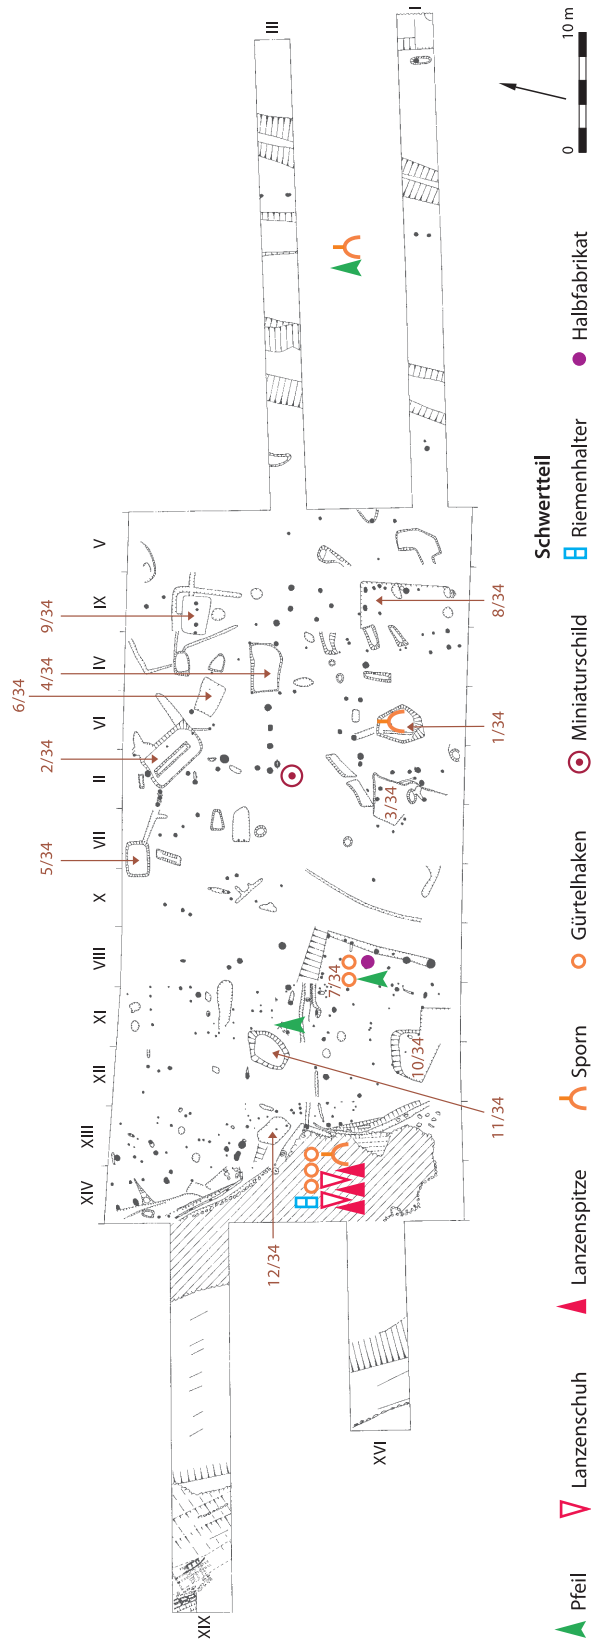 XIX
XVI
XIV
XIII
XII
XI
VIII
X
VII
II
VI
IV
IX
V
III
I
5/34
2/34
6/34
4/34
9/34
12/34
11/34
10/34
7/34
3/34
1/34
8/34
0
10 m
Schwertteil
Pfeil
Lanzenschuh
Lanzenspitze
Sporn
Gürtelhaken
Miniaturschild
Riemenhalter
Halbfabrikat